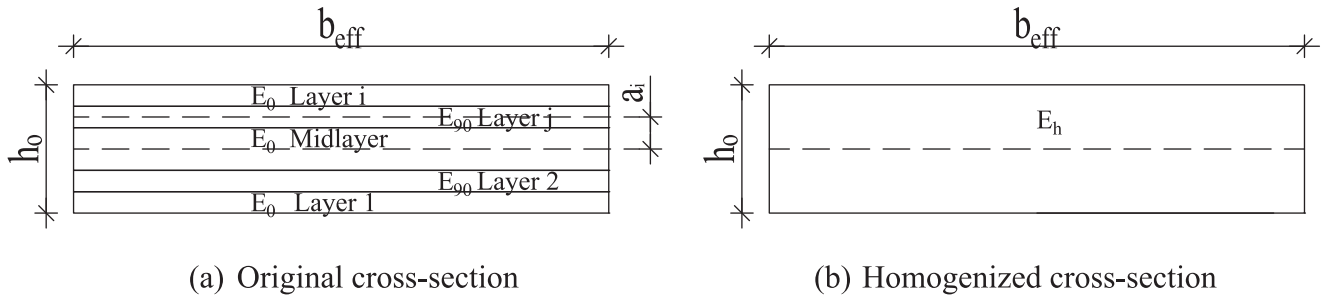 b_eff
E_0 Layer i
E_90 Layer j
E_0 Midlayer
E_90 Layer 2
E_0 Layer 1
h_0
a_i
(a) Original cross-section
b_eff
E_h
h_0
(b) Homogenized cross-section